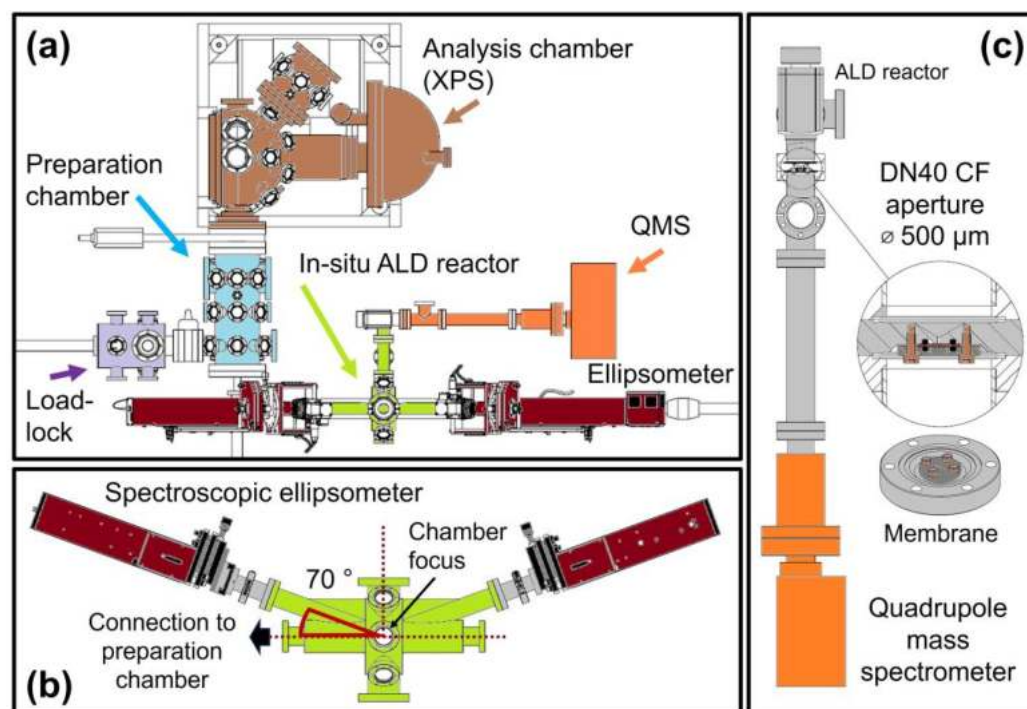 (a)
Analysis chamber
(XPS)
Preparation
chamber
In-situ ALD reactor
QMS
Load-
lock
Ellipsometer
(b)
Spectroscopic ellipsometer
70 °
Chamber
focus
Connection to
preparation
chamber
(c)
ALD reactor
DN40 CF
aperture
⌀ 500 µm
Membrane
Quadrupole
mass
spectrometer